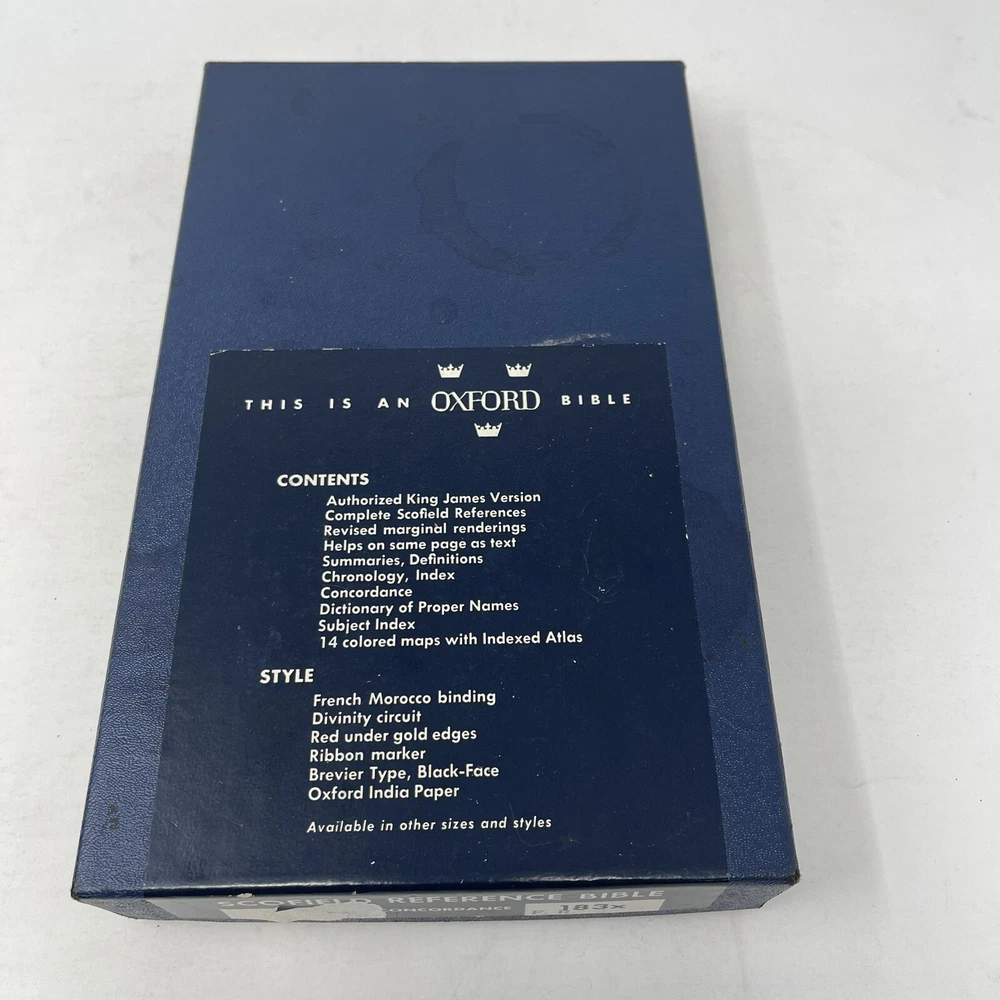 THIS IS AN OXFORD BIBLE
CONTENTS
Authorized King James Version
Complete Scofield References
Revised marginal renderings
Helps on same page as text
Summaries, Definitions
Chronology, Index
Concordance
Dictionary of Proper Names
Subject Index
14 colored maps with Indexed Atlas
STYLE
French Morocco binding
Divinity circuit
Red under gold edges
Ribbon marker
Brevier Type, Black-Face
Oxford India Paper
Available in other sizes and styles
SCOFIELD REFERENCE BIBLE
CONCORDANCE 183x